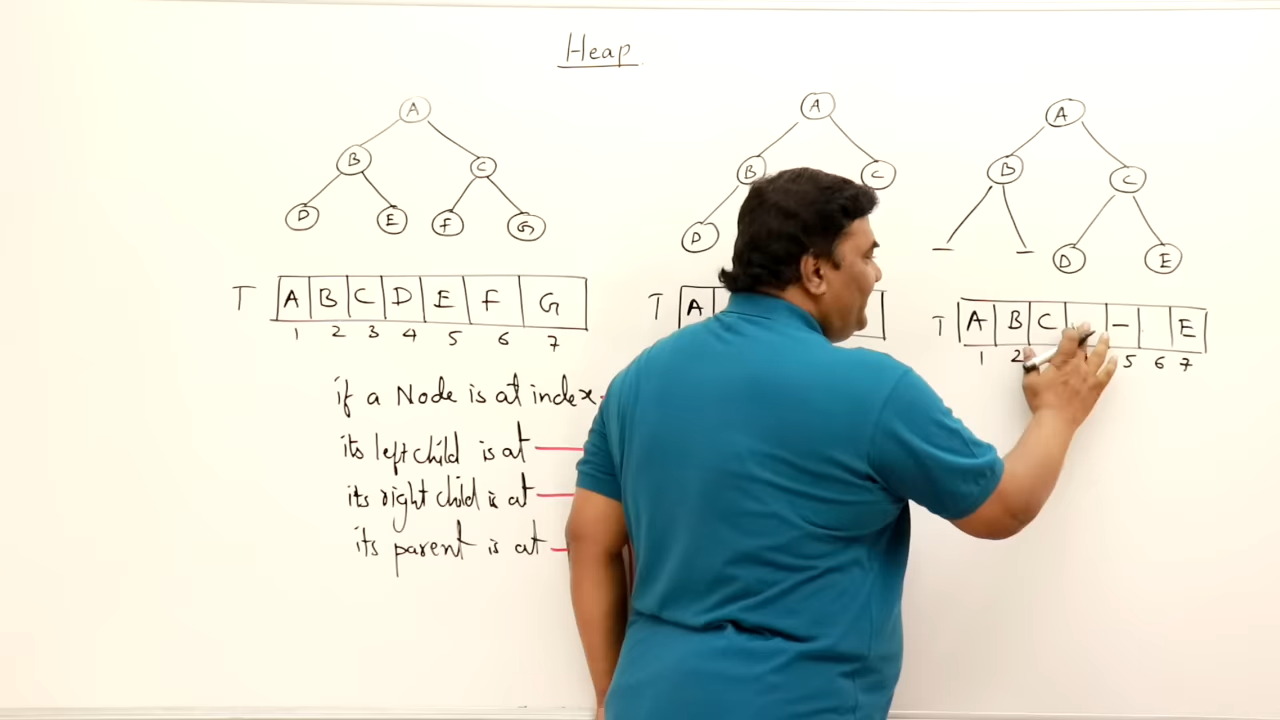 Heap
A
B C
D E F G
T A B C D E F G
1 2 3 4 5 6 7
A
B C
D
T A
A
B C
D E
T A B C - E
1 2 5 6 7
if a Node is at index
its left child is at
its right child is at
its parent is at